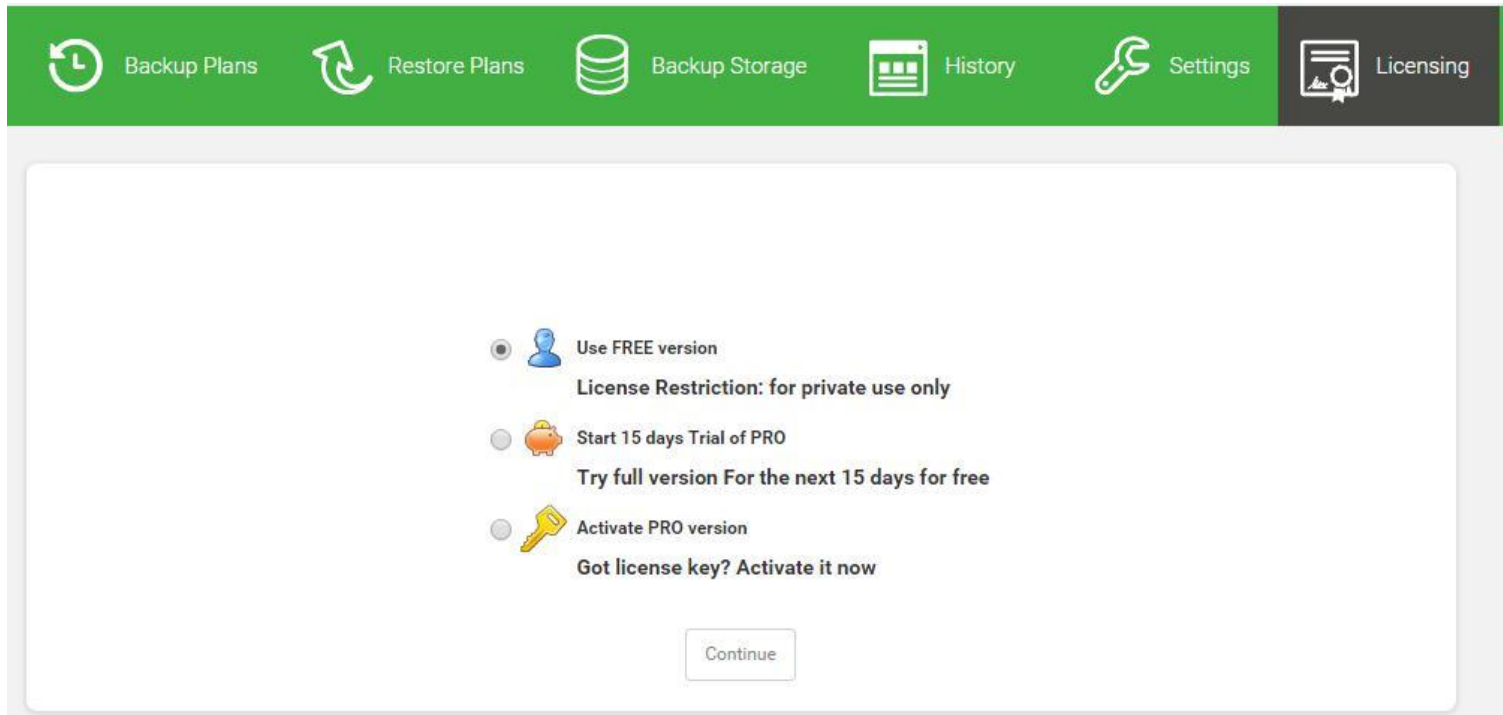 Backup Plans
Restore Plans
Backup Storage
History
Settings
Licensing
Use FREE version
License Restriction: for private use only
Start 15 days Trial of PRO
Try full version For the next 15 days for free
Activate PRO version
Got license key? Activate it now
Continue